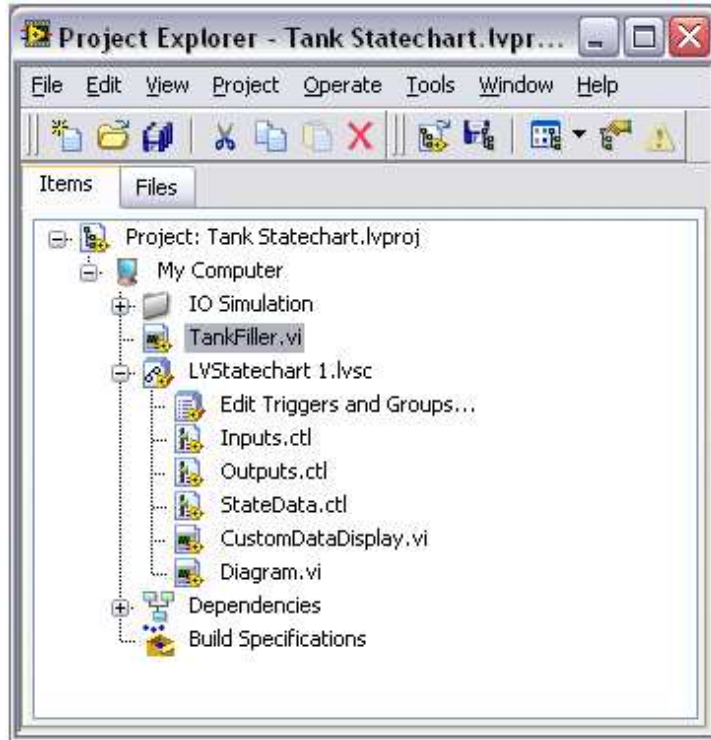 Project Explorer - Tank Statechart.lvpr...
File Edit View Project Operate Tools Window Help
Items Files
Project: Tank Statechart.lvproj
My Computer
IO Simulation
TankFiller.vi
LVStatechart 1.lvsc
Edit Triggers and Groups...
Inputs.ctl
Outputs.ctl
StateData.ctl
CustomDataDisplay.vi
Diagram.vi
Dependencies
Build Specifications